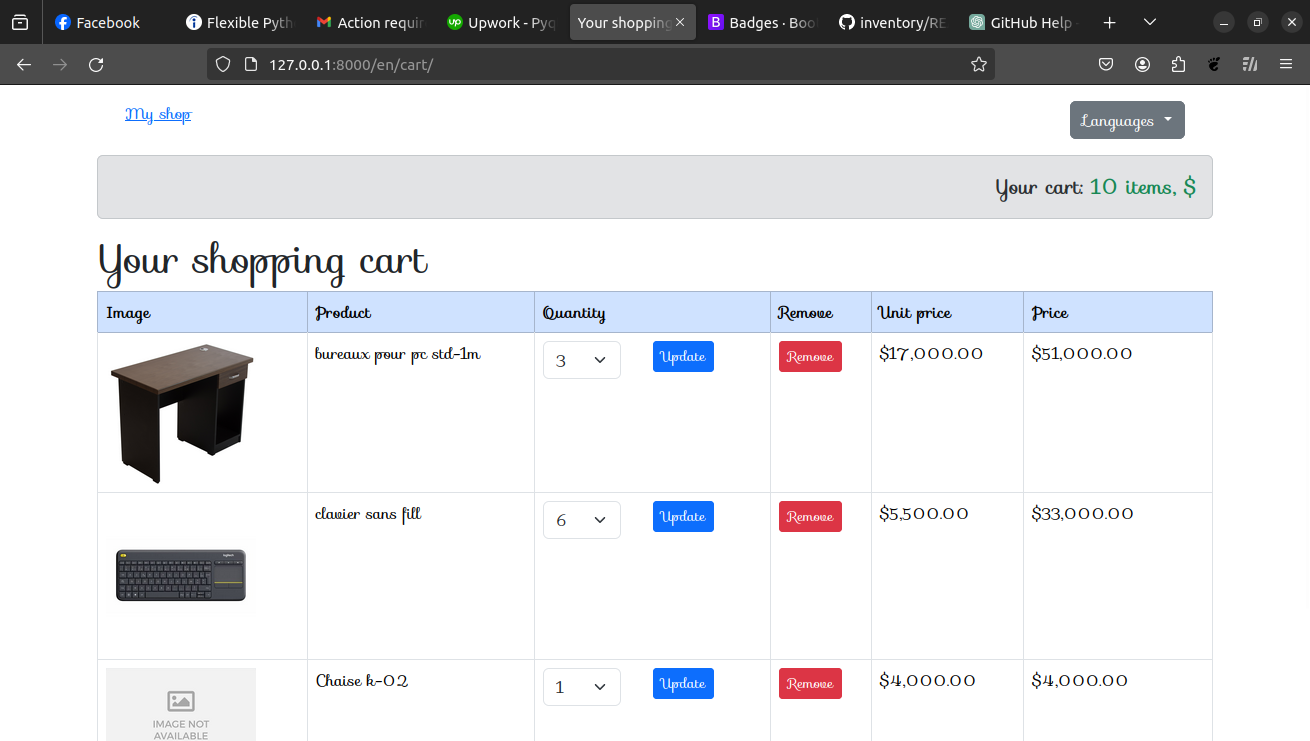 Facebook
Flexible Pyth
Action requir
Upwork - Pyq
Your shopping
Badges · Boo
inventory/RE
GitHub Help -
127.0.0.1:8000/en/cart/
My shop
Languages
Your cart: 10 items, $
Your shopping cart
Image Product Quantity Remove Unit price Price
bureaux pour pc std-1m 3 Update Remove $17,000.00 $51,000.00
clavier sans fill 6 Update Remove $5,500.00 $33,000.00
Chaise k-02 1 Update Remove $4,000.00 $4,000.00
IMAGE NOT
AVAILABLE